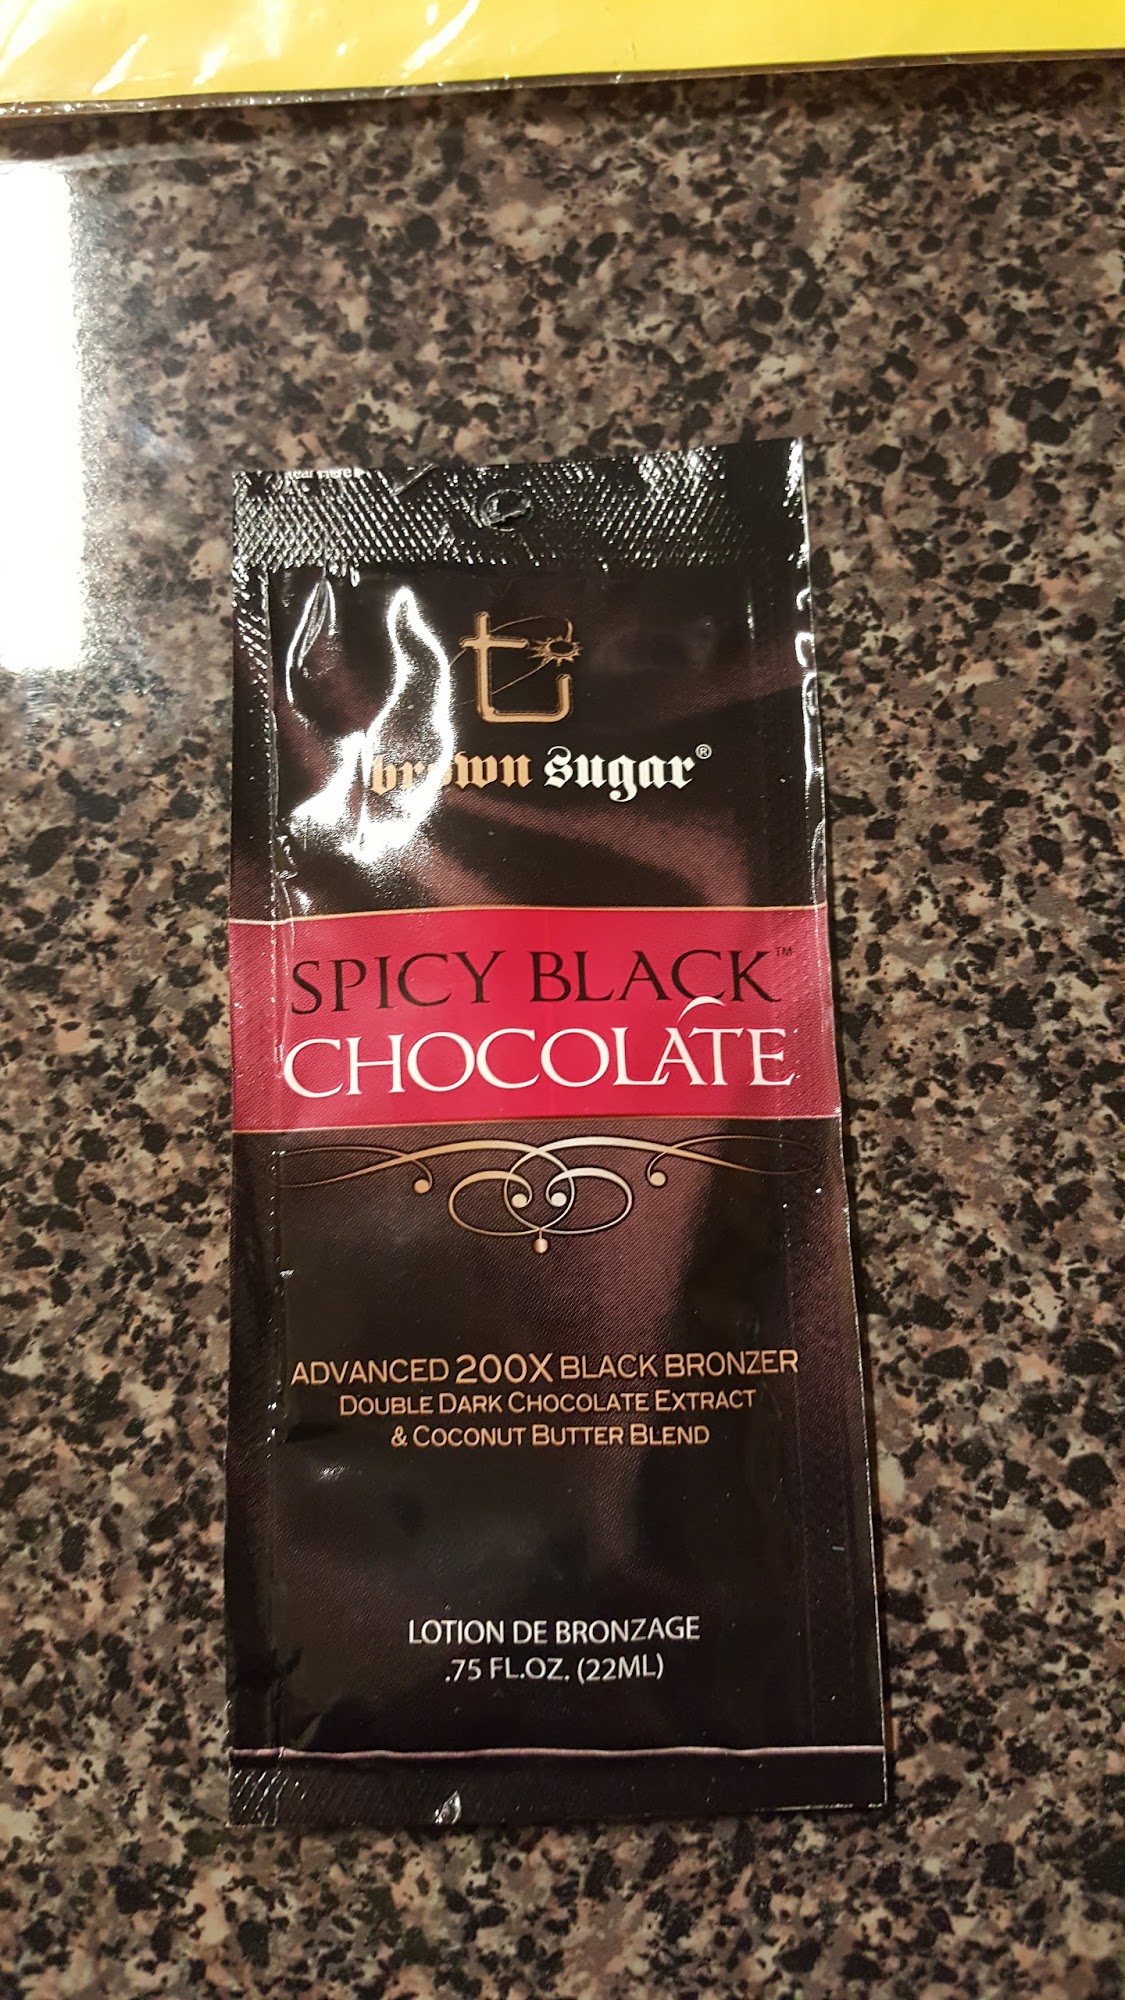 brown sugar®
SPICY BLACK™
CHOCOLATE
ADVANCED 200X BLACK BRONZER
DOUBLE DARK CHOCOLATE EXTRACT
& COCONUT BUTTER BLEND
LOTION DE BRONZAGE
.75 FL.OZ. (22ML)